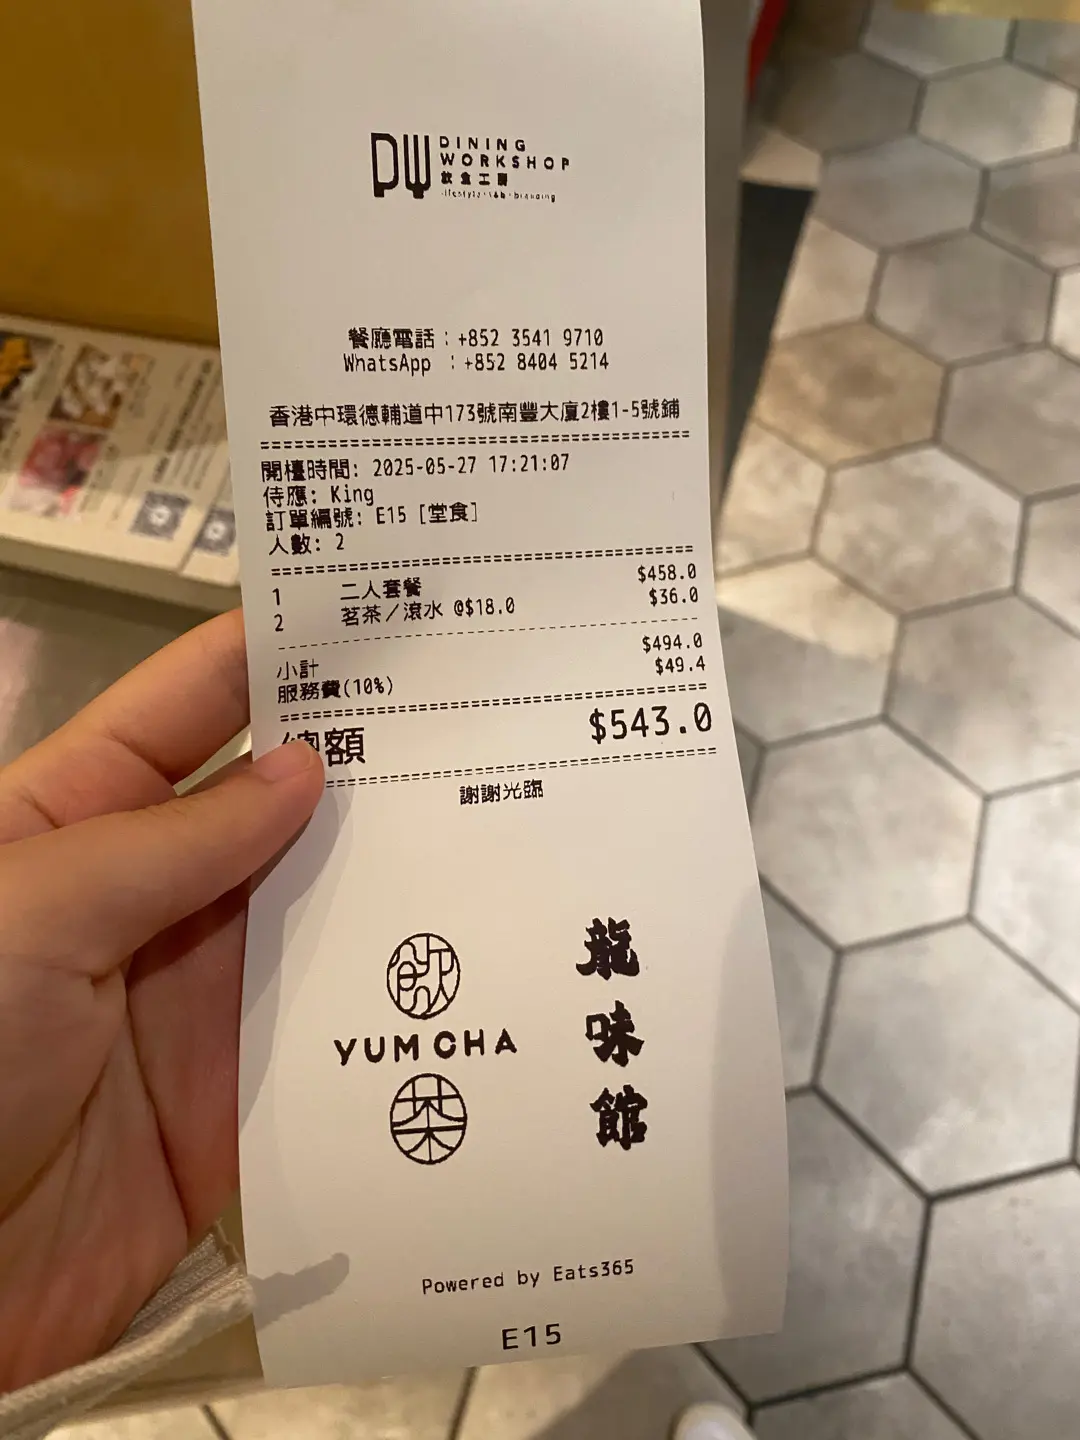 DW DINING
WORKSHOP
飲食工房
餐廳電話：+852 3541 9710
WhatsApp ：+852 8404 5214
香港中環德輔道中173號南豐大廈2樓1-5號鋪
開檯時間: 2025-05-27 17:21:07
侍應: King
訂單編號: E15 [堂食]
人數: 2
1 二人套餐 $458.0
2 茗茶／滾水 @$18.0 $36.0
小計 $494.0
服務費(10%) $49.4
總額 $543.0
謝謝光臨
飲
YUM CHA
茶
龍味館
Powered by Eats365
E15